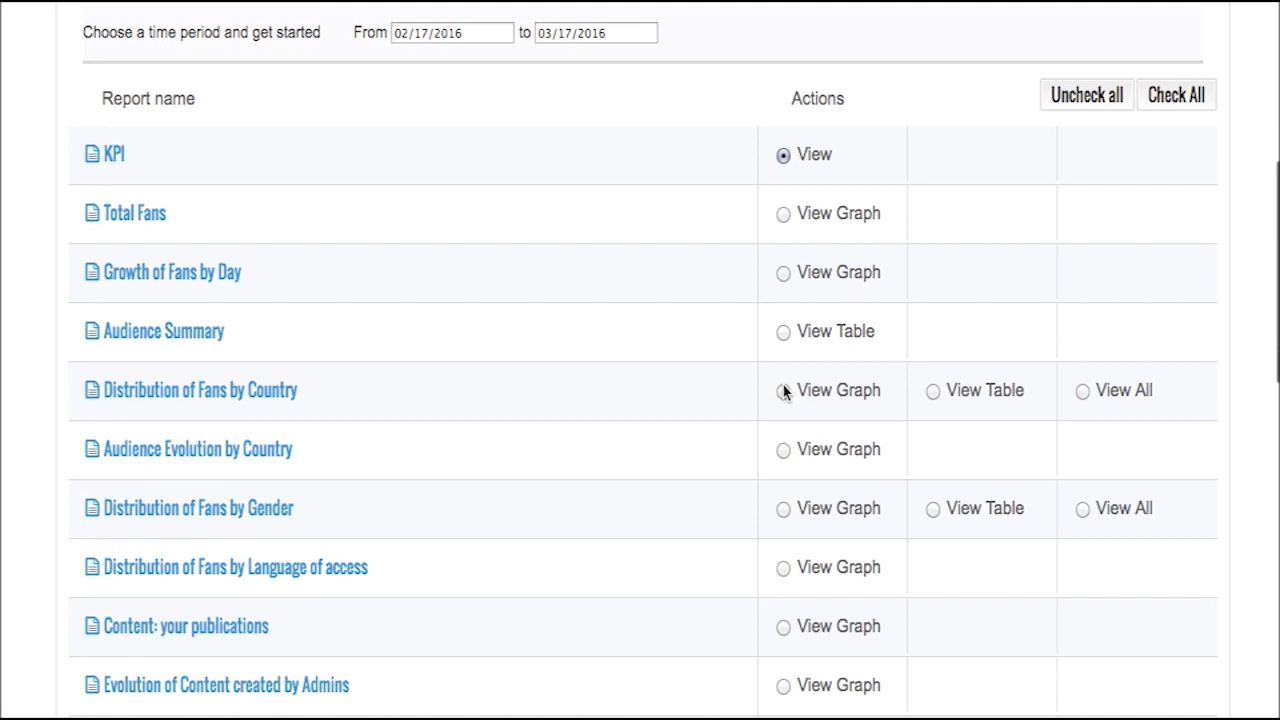 Choose a time period and get started From 02/17/2016 to 03/17/2016
Report name Actions Uncheck all Check All
KPI View
Total Fans View Graph
Growth of Fans by Day View Graph
Audience Summary View Table
Distribution of Fans by Country View Graph View Table View All
Audience Evolution by Country View Graph
Distribution of Fans by Gender View Graph View Table View All
Distribution of Fans by Language of access View Graph
Content: your publications View Graph
Evolution of Content created by Admins View Graph